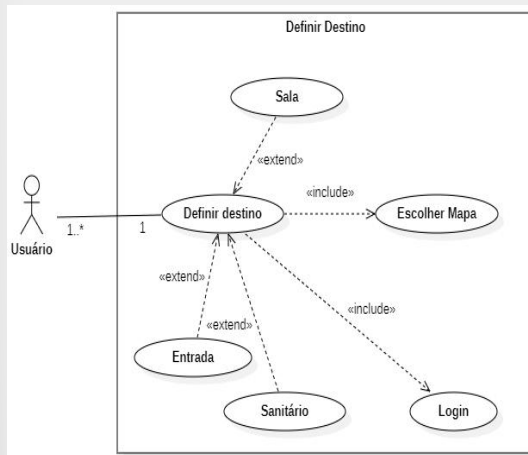 Definir Destino
Sala
«extend»
«include»
Definir destino
Escolher Mapa
1..*
1
Usuário
«extend»
«include»
«extend»
Entrada
Sanitário
Login